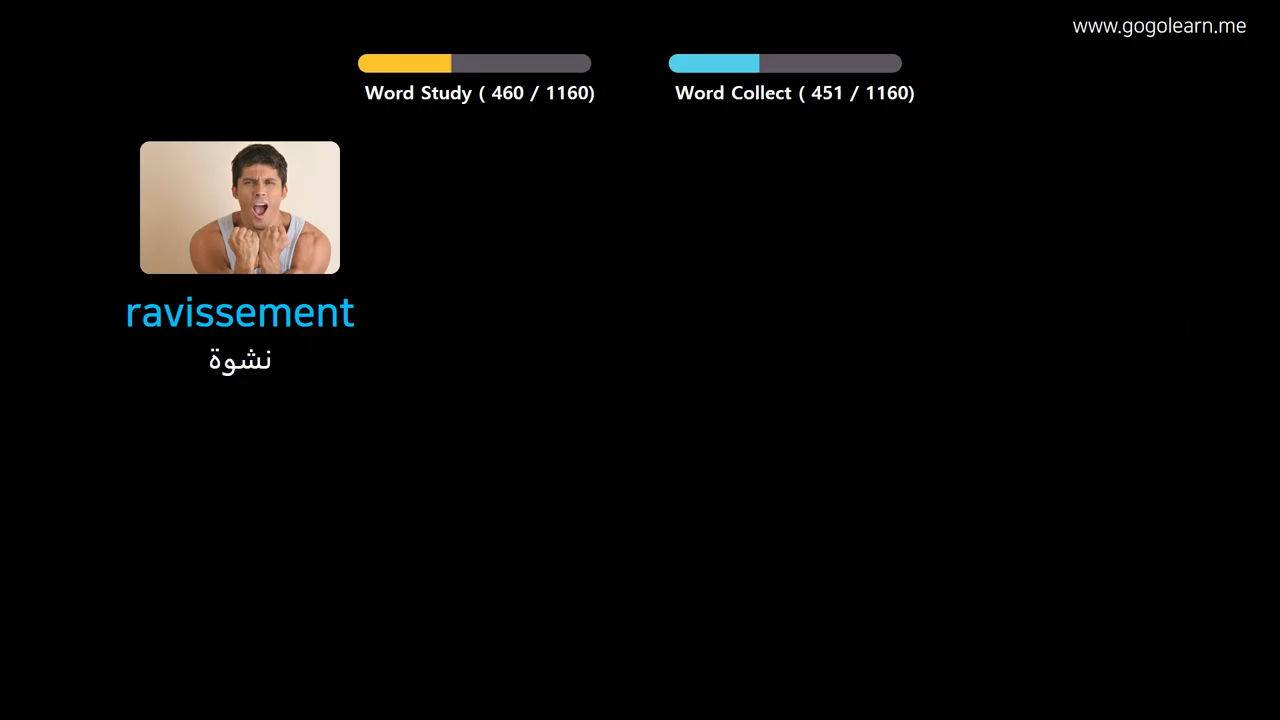 www.gogolearn.me
Word Study ( 460 / 1160)
Word Collect ( 451 / 1160)
ravissement
نشوة